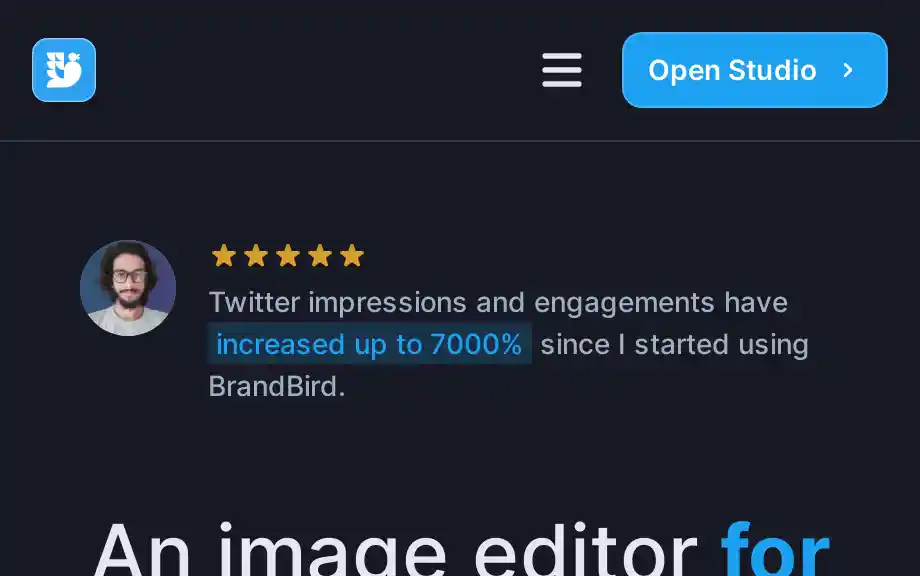 Open Studio
Twitter impressions and engagements have
increased up to 7000% since I started using
BrandBird.
An image editor for